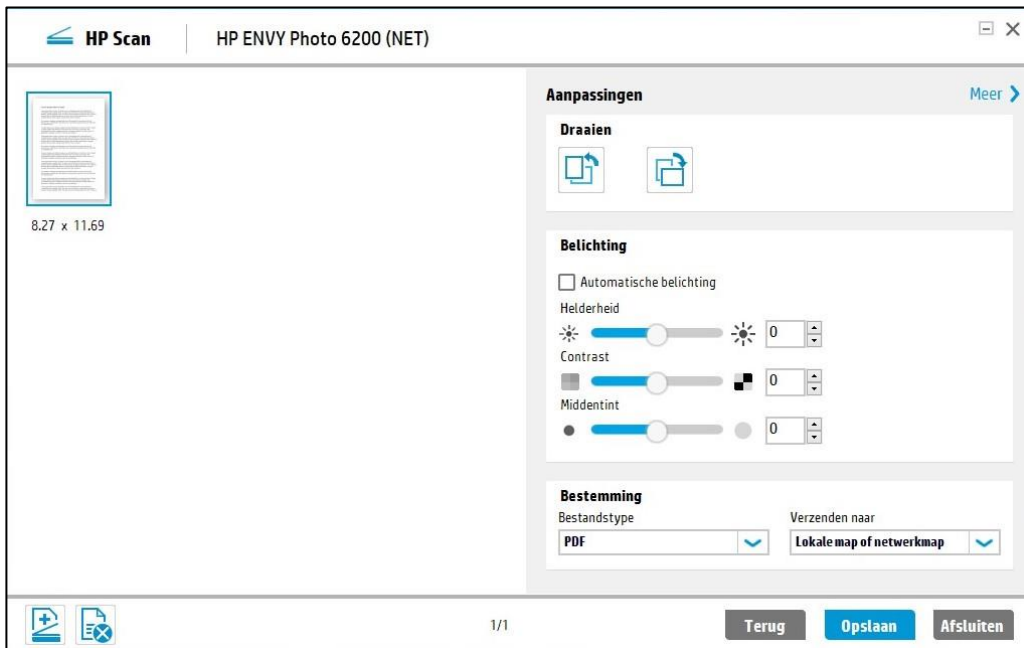 HP Scan
HP ENVY Photo 6200 (NET)
8.27 x 11.69
Aanpassingen
Meer
Draaien
Belichting
Automatische belichting
Helderheid
0
Contrast
0
Middentint
0
Bestemming
Bestandstype
Verzenden naar
PDF
Lokale map of netwerkmap
1/1
Terug
Opslaan
Afsluiten